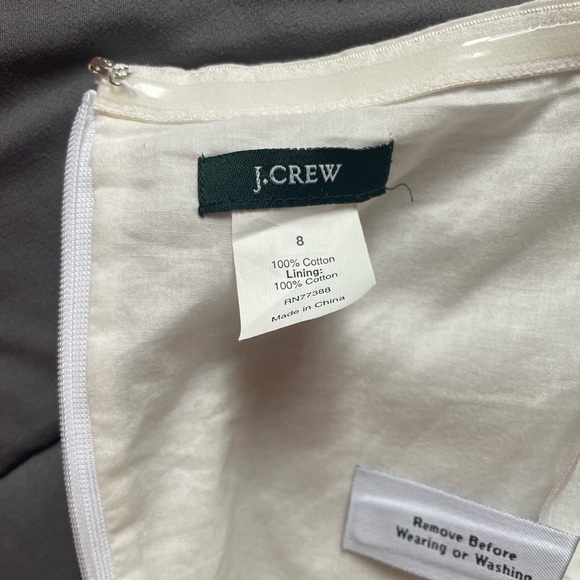 J.CREW
8
100% Cotton
Lining:
100% Cotton
RN77388
Made in China
Remove Before
Wearing or Washing